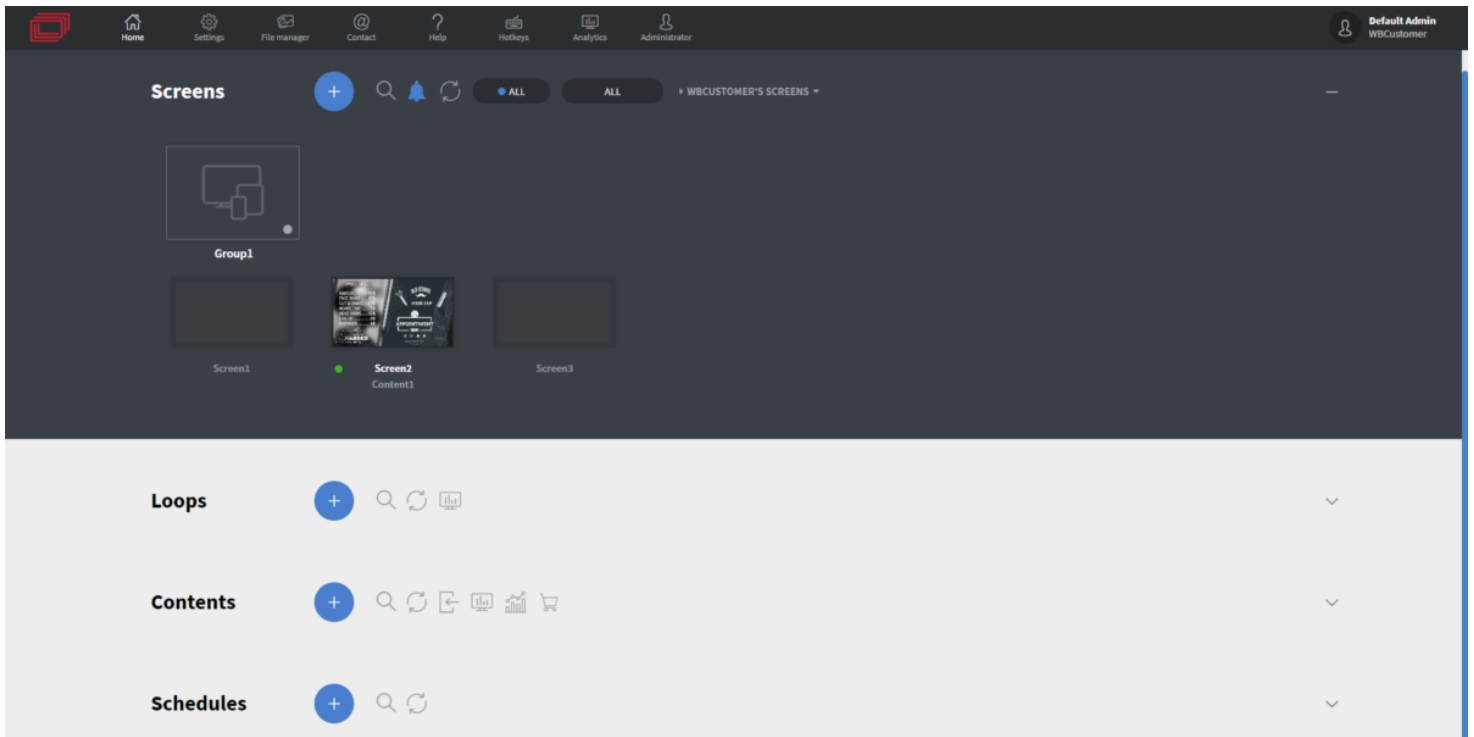 Home
Settings
File manager
Contact
Help
Hotkeys
Analytics
Administrator
Default Admin
WBCustomer
Screens
ALL
ALL
WBCUSTOMER'S SCREENS
Group1
APPOINTMENT
Screen1
Screen2
Content1
Screen3
Loops
Contents
Schedules